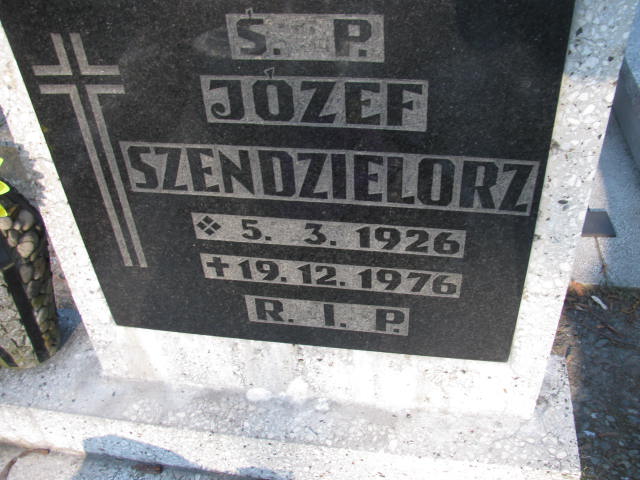 Ś. P.
JÓZEF
SZENDZIELORZ
5. 3. 1926
19. 12. 1976
R. I. P.